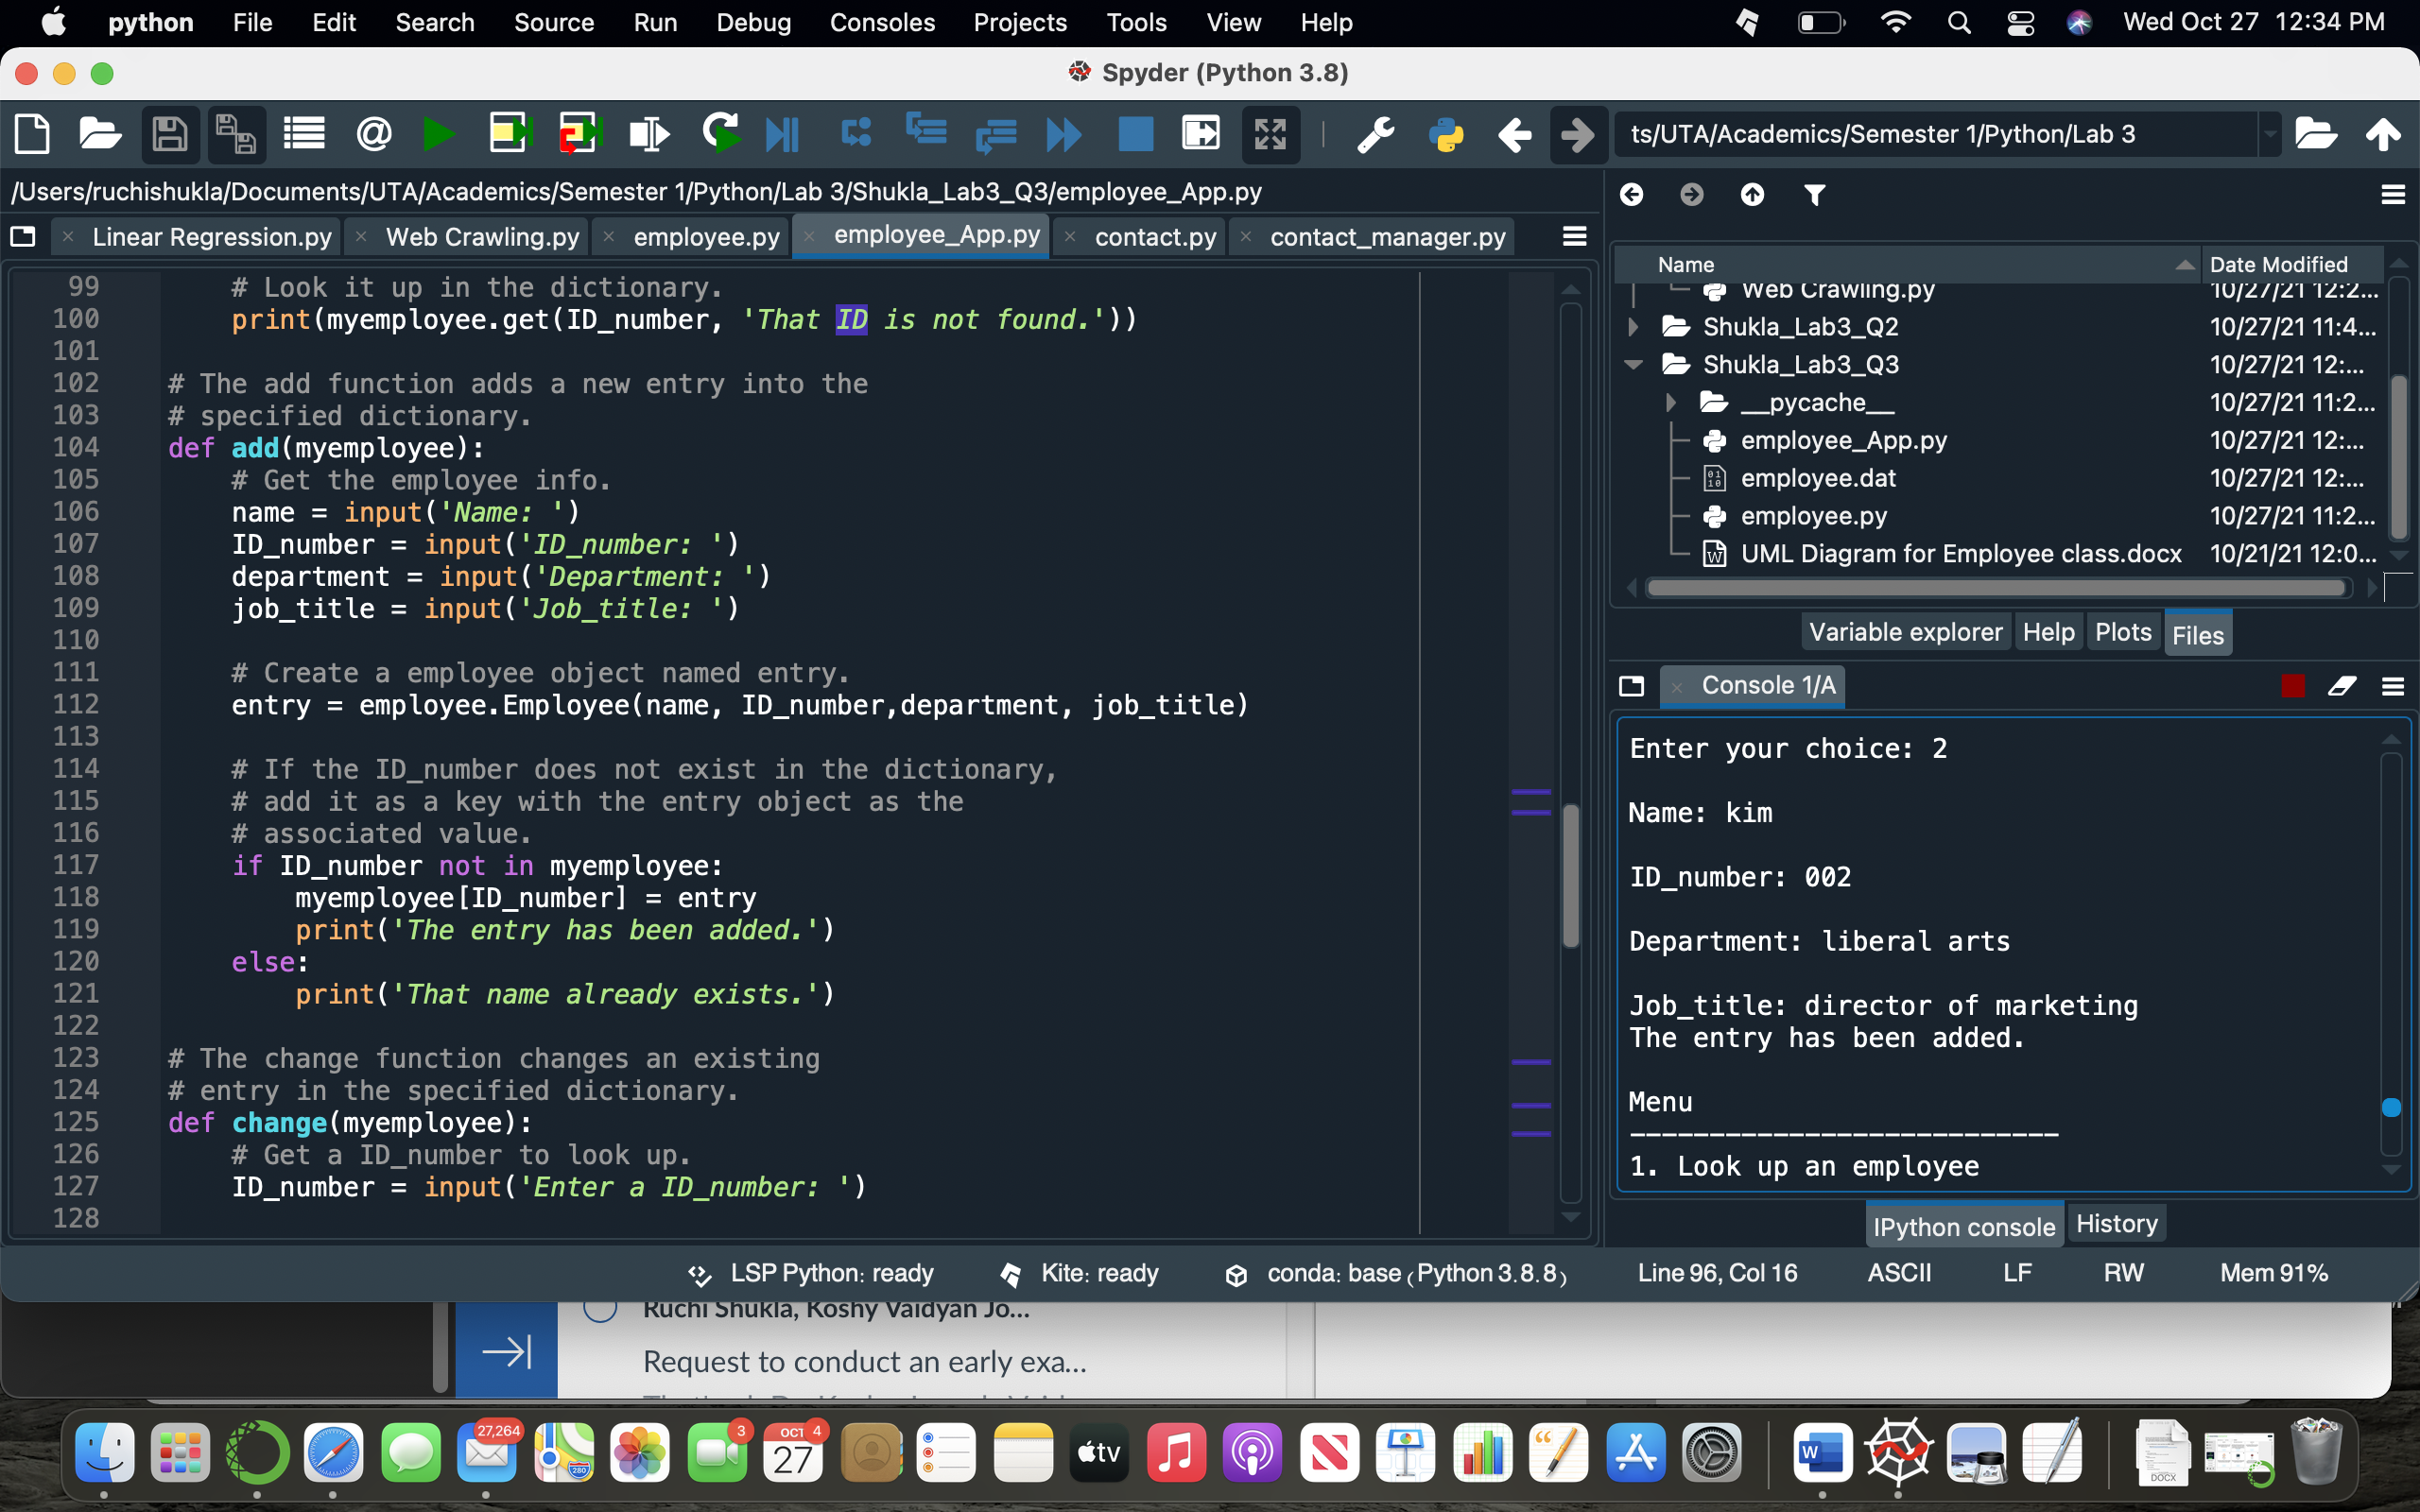 python File Edit Search Source Run Debug Consoles Projects Tools View Help Wed Oct 27 12:34 PM
Spyder (Python 3.8)
ts/UTA/Academics/Semester 1/Python/Lab 3
/Users/ruchishukla/Documents/UTA/Academics/Semester 1/Python/Lab 3/Shukla_Lab3_Q3/employee_App.py
Linear Regression.py Web Crawling.py employee.py employee_App.py contact.py contact_manager.py
99 # Look it up in the dictionary.
100 print(myemployee.get(ID_number, 'That ID is not found.'))
101
102 # The add function adds a new entry into the
103 # specified dictionary.
104 def add(myemployee):
105 # Get the employee info.
106 name = input('Name: ')
107 ID_number = input('ID_number: ')
108 department = input('Department: ')
109 job_title = input('Job_title: ')
110
111 # Create a employee object named entry.
112 entry = employee.Employee(name, ID_number,department, job_title)
113
114 # If the ID_number does not exist in the dictionary,
115 # add it as a key with the entry object as the
116 # associated value.
117 if ID_number not in myemployee:
118 myemployee[ID_number] = entry
119 print('The entry has been added.')
120 else:
121 print('That name already exists.')
122
123 # The change function changes an existing
124 # entry in the specified dictionary.
125 def change(myemployee):
126 # Get a ID_number to look up.
127 ID_number = input('Enter a ID_number: ')
128
Name Date Modified
Web Crawling.py 10/27/21 12:2...
Shukla_Lab3_Q2 10/27/21 11:4...
Shukla_Lab3_Q3 10/27/21 12:...
__pycache__ 10/27/21 11:2...
employee_App.py 10/27/21 12:...
employee.dat 10/27/21 12:...
employee.py 10/27/21 11:2...
UML Diagram for Employee class.docx 10/21/21 12:0...
Variable explorer Help Plots Files
Console 1/A
Enter your choice: 2
Name: kim
ID_number: 002
Department: liberal arts
Job_title: director of marketing
The entry has been added.
Menu
---------------------------
1. Look up an employee
IPython console History
LSP Python: ready Kite: ready conda: base (Python 3.8.8) Line 96, Col 16 ASCII LF RW Mem 91%
Ruchi Shukla, Koshy Vaidyan Jo...
Request to conduct an early exa...
27,264 3 OCT 4
27
280
tv
W
DOCX